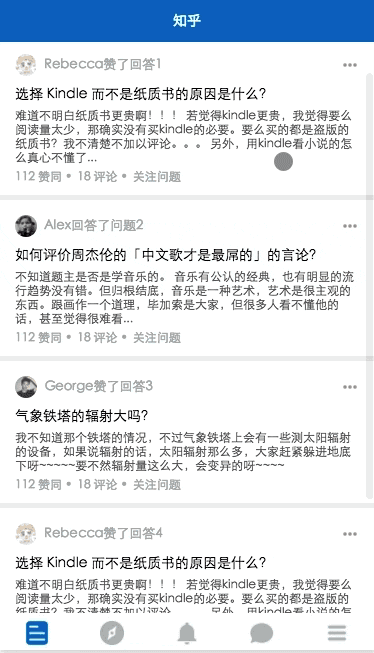 知乎
Rebecca赞了回答1
选择 Kindle 而不是纸质书的原因是什么?
难道不明白纸质书更贵啊！！！ 若觉得kindle更贵，我觉得要么
阅读量太少，那确实没有买kindle的必要。要么买的都是盗版的
纸质书？我不清楚不加以评论。。。 另外，用kindle看小说的怎
么真心不懂了...
112 赞同 • 18 评论 • 关注问题
Alex回答了问题2
如何评价周杰伦的「中文歌才是最屌的」的言论?
不知道题主是否是学音乐的。 音乐有公认的经典，也有明显的流
行趋势没有错。但归根结底，音乐是一种艺术，艺术是很主观的
东西。跟画作一个道理，毕加索是大家，但很多人看不懂他的
话，甚至觉得很难看...
112 赞同 • 18 评论 • 关注问题
George赞了回答3
气象铁塔的辐射大吗?
我不知道那个铁塔的情况，不过气象铁塔上会有一些测太阳辐射
的设备，如果说辐射的话，太阳辐射那么多，大家赶紧躲进地底
下呀~~~~~要不然辐射量这么大，会变异的呀~~~~
112 赞同 • 18 评论 • 关注问题
Rebecca赞了回答4
选择 Kindle 而不是纸质书的原因是什么?
难道不明白纸质书更贵啊！！！ 若觉得kindle更贵，我觉得要么
阅读量太少，那确实没有买kindle的必要。要么买的都是盗版的
纸质书？我不清楚不加以评论。。。 另外，用kindle看小说的怎